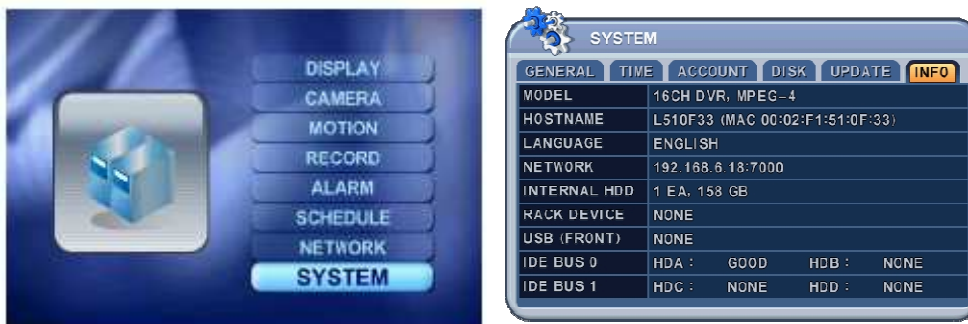 DISPLAY
CAMERA
MOTION
RECORD
ALARM
SCHEDULE
NETWORK
SYSTEM
SYSTEM
GENERAL TIME ACCOUNT DISK UPDATE INFO
MODEL 16CH DVR, MPEG-4
HOSTNAME L510F33 (MAC 00:02:F1:51:0F:33)
LANGUAGE ENGLISH
NETWORK 192.168.6.18:7000
INTERNAL HDD 1 EA, 158 GB
RACK DEVICE NONE
USB (FRONT) NONE
IDE BUS 0 HDA : GOOD HDB : NONE
IDE BUS 1 HDC : NONE HDD : NONE